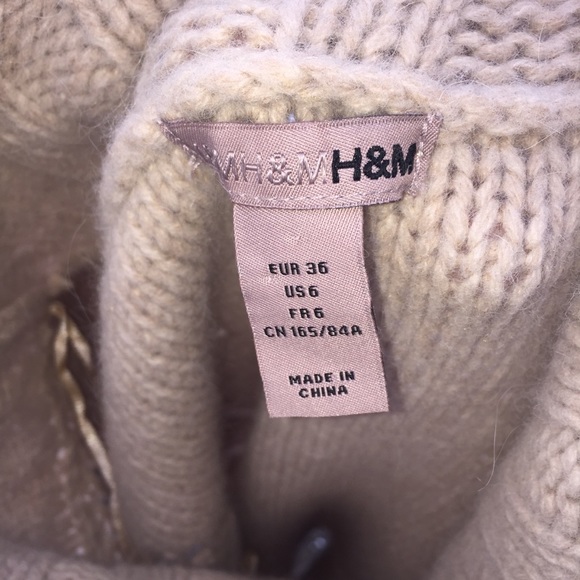 H&M H&M
EUR 36
US 6
FR 6
CN 165/84A
MADE IN
CHINA